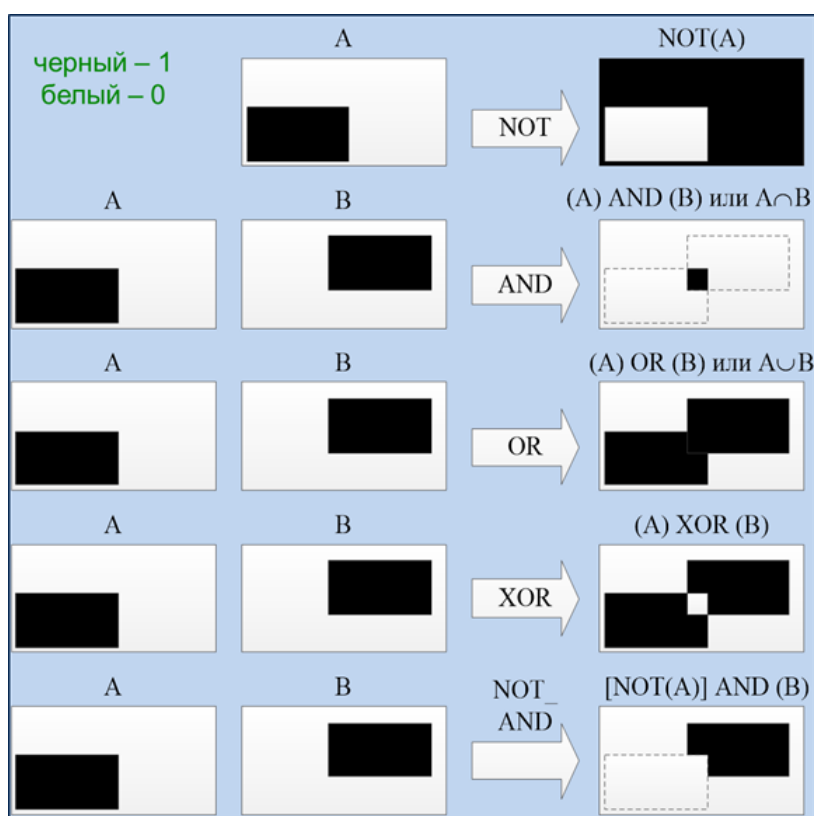 черный – 1
белый – 0
A
NOT(A)
NOT
A
B
(A) AND (B) или A∩B
AND
A
B
(A) OR (B) или A∪B
OR
A
B
(A) XOR (B)
XOR
A
B
NOT_
AND
[NOT(A)] AND (B)